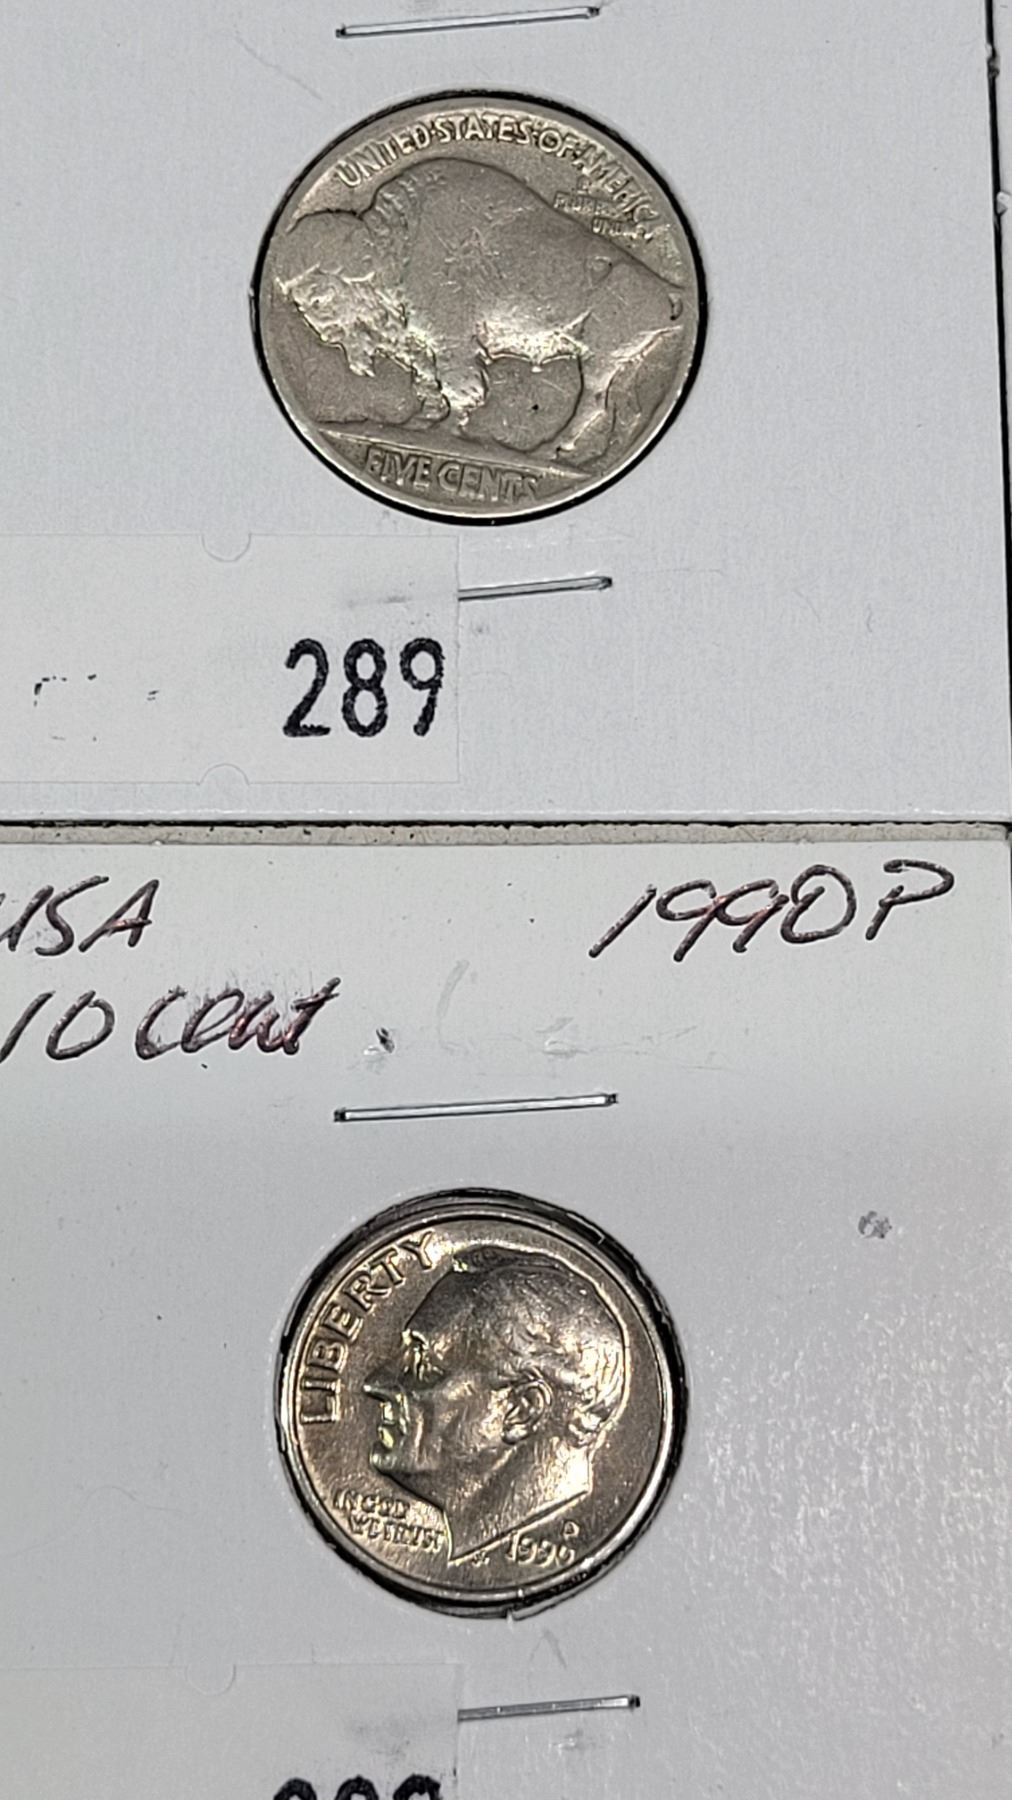 UNITED·STATES·OF·AMERICA
E
PLURIBUS
UNUM
FIVE CENTS
289
USA
1990P
10 cent
LIBERTY
IN GOD
WE TRUST
P
1990
JS